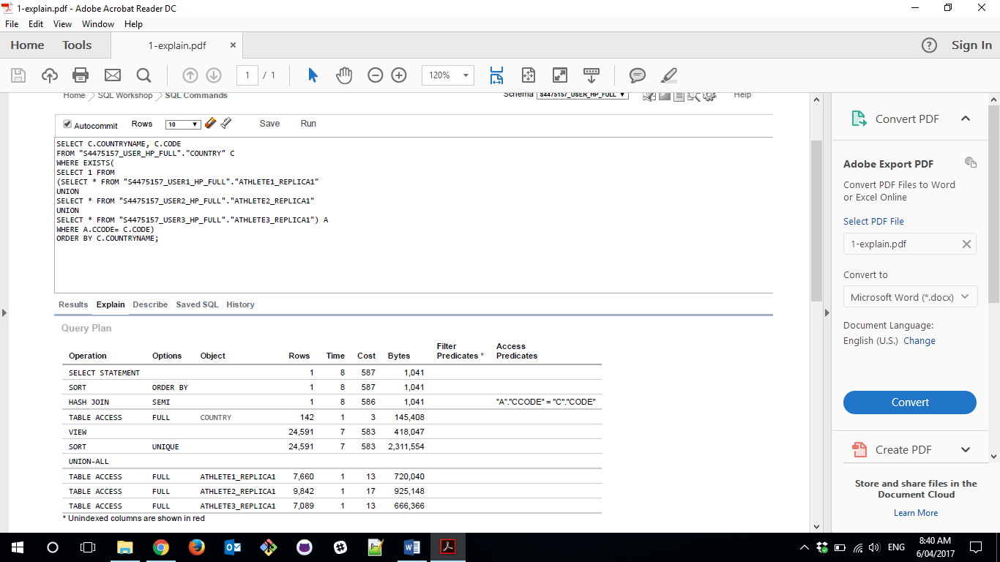 1-explain.pdf - Adobe Acrobat Reader DC
File Edit View Window Help
Home Tools 1-explain.pdf × ? Sign In
1 / 1 120%
Home SQL Workshop SQL Commands Schema S4475157_USER_HP_FULL Help
Autocommit Rows 10 Save Run
SELECT C.COUNTRYNAME, C.CODE
FROM "S4475157_USER_HP_FULL"."COUNTRY" C
WHERE EXISTS(
SELECT 1 FROM
(SELECT * FROM "S4475157_USER1_HP_FULL"."ATHLETE1_REPLICA1"
UNION
SELECT * FROM "S4475157_USER2_HP_FULL"."ATHLETE2_REPLICA1"
UNION
SELECT * FROM "S4475157_USER3_HP_FULL"."ATHLETE3_REPLICA1") A
WHERE A.CCODE= C.CODE)
ORDER BY C.COUNTRYNAME;
Results Explain Describe Saved SQL History
Query Plan
Operation Options Object Rows Time Cost Bytes Filter Predicates * Access Predicates
SELECT STATEMENT 1 8 587 1,041
SORT ORDER BY 1 8 587 1,041
HASH JOIN SEMI 1 8 586 1,041 "A"."CCODE" = "C"."CODE"
TABLE ACCESS FULL COUNTRY 142 1 3 145,408
VIEW 24,591 7 583 418,047
SORT UNIQUE 24,591 7 583 2,311,554
UNION-ALL
TABLE ACCESS FULL ATHLETE1_REPLICA1 7,660 1 13 720,040
TABLE ACCESS FULL ATHLETE2_REPLICA1 9,842 1 17 925,148
TABLE ACCESS FULL ATHLETE3_REPLICA1 7,089 1 13 666,366
* Unindexed columns are shown in red
Convert PDF
Adobe Export PDF
Convert PDF Files to Word
or Excel Online
Select PDF File
1-explain.pdf
Convert to
Microsoft Word (*.docx)
Document Language:
English (U.S.) Change
Convert
Create PDF
Store and share files in the
Document Cloud
Learn More
ENG 8:40 AM
6/04/2017